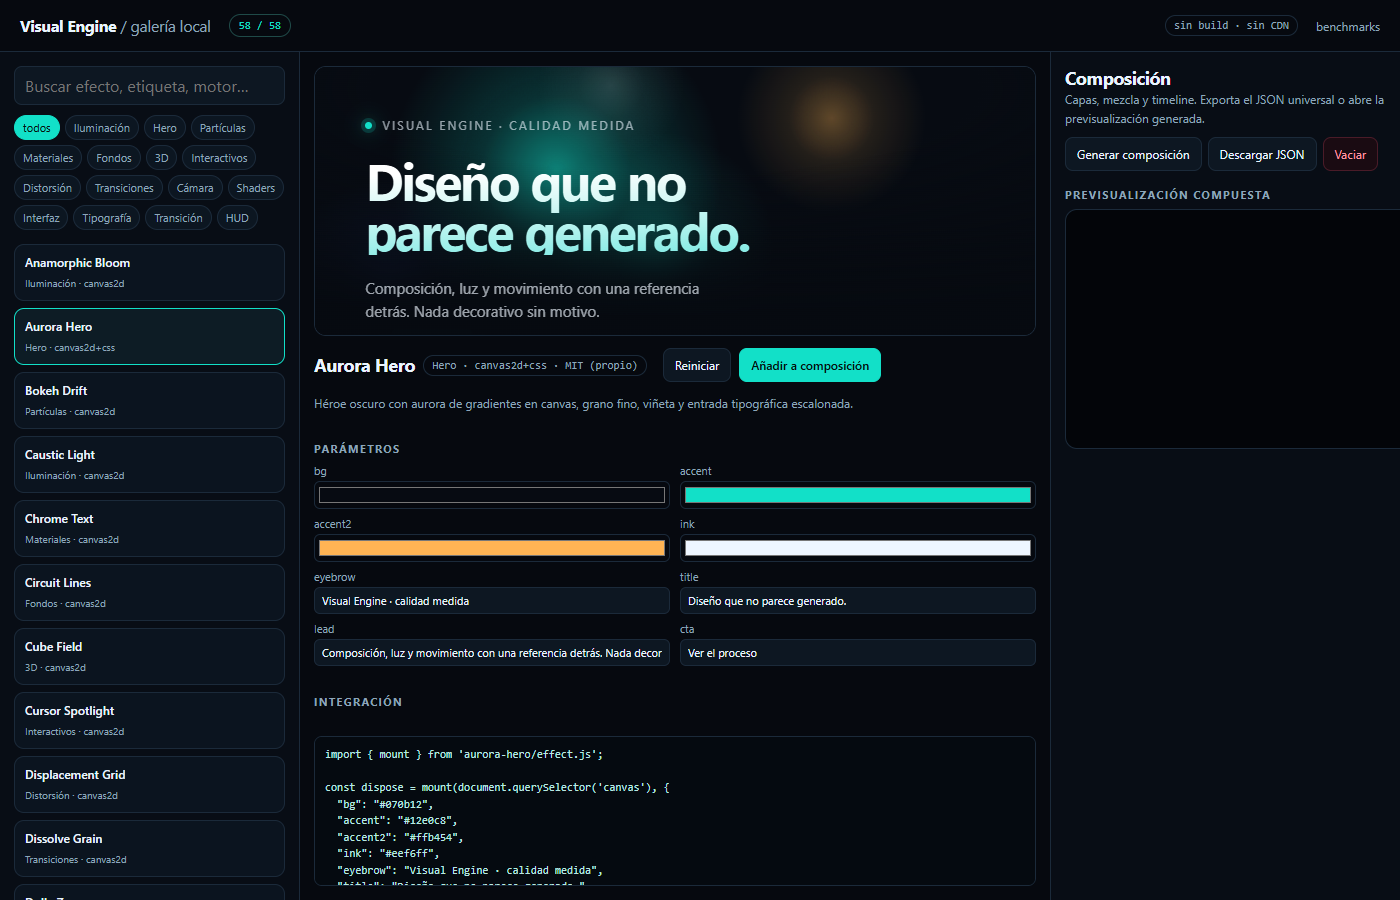 Visual Engine / galería local
58 / 58
sin build · sin CDN
benchmarks
Buscar efecto, etiqueta, motor...
todos
Iluminación
Hero
Partículas
Materiales
Fondos
3D
Interactivos
Distorsión
Transiciones
Cámara
Shaders
Interfaz
Tipografía
Transición
HUD
Anamorphic Bloom
Iluminación · canvas2d
Aurora Hero
Hero · canvas2d+css
Bokeh Drift
Partículas · canvas2d
Caustic Light
Iluminación · canvas2d
Chrome Text
Materiales · canvas2d
Circuit Lines
Fondos · canvas2d
Cube Field
3D · canvas2d
Cursor Spotlight
Interactivos · canvas2d
Displacement Grid
Distorsión · canvas2d
Dissolve Grain
Transiciones · canvas2d
VISUAL ENGINE · CALIDAD MEDIDA
Diseño que no
parece generado.
Composición, luz y movimiento con una referencia
detrás. Nada decorativo sin motivo.
Aurora Hero
Hero · canvas2d+css · MIT (propio)
Reiniciar
Añadir a composición
Héroe oscuro con aurora de gradientes en canvas, grano fino, viñeta y entrada tipográfica escalonada.
PARÁMETROS
bg
accent
accent2
ink
eyebrow
title
Visual Engine · calidad medida
Diseño que no parece generado.
lead
cta
Composición, luz y movimiento con una referencia detrás. Nada decor
Ver el proceso
INTEGRACIÓN
import { mount } from 'aurora-hero/effect.js';
const dispose = mount(document.querySelector('canvas'), {
"bg": "#070b12",
"accent": "#12e0c8",
"accent2": "#ffb454",
"ink": "#eef6ff",
"eyebrow": "Visual Engine · calidad medida",
"title": "Diseño que no parece generado."
Composición
Capas, mezcla y timeline. Exporta el JSON universal o abre la
previsualización generada.
Generar composición
Descargar JSON
Vaciar
PREVISUALIZACIÓN COMPUESTA